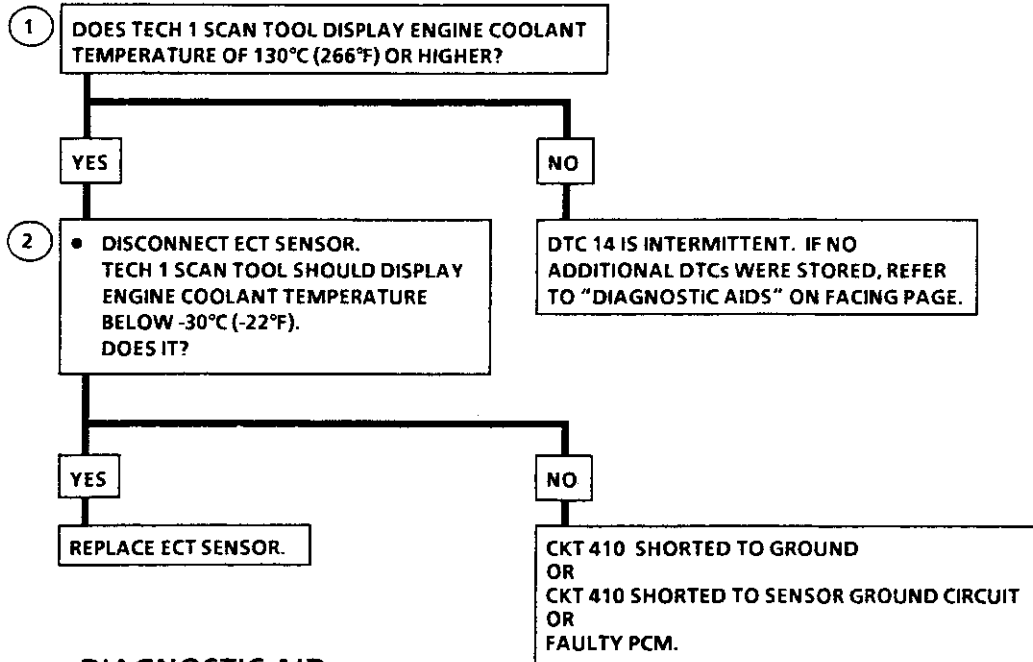 1
DOES TECH 1 SCAN TOOL DISPLAY ENGINE COOLANT
TEMPERATURE OF 130°C (266°F) OR HIGHER?
YES
NO
2
• DISCONNECT ECT SENSOR.
TECH 1 SCAN TOOL SHOULD DISPLAY
ENGINE COOLANT TEMPERATURE
BELOW -30°C (-22°F).
DOES IT?
DTC 14 IS INTERMITTENT. IF NO
ADDITIONAL DTCs WERE STORED, REFER
TO "DIAGNOSTIC AIDS" ON FACING PAGE.
YES
NO
REPLACE ECT SENSOR.
CKT 410 SHORTED TO GROUND
OR
CKT 410 SHORTED TO SENSOR GROUND CIRCUIT
OR
FAULTY PCM.
DIAGNOSTIC AID